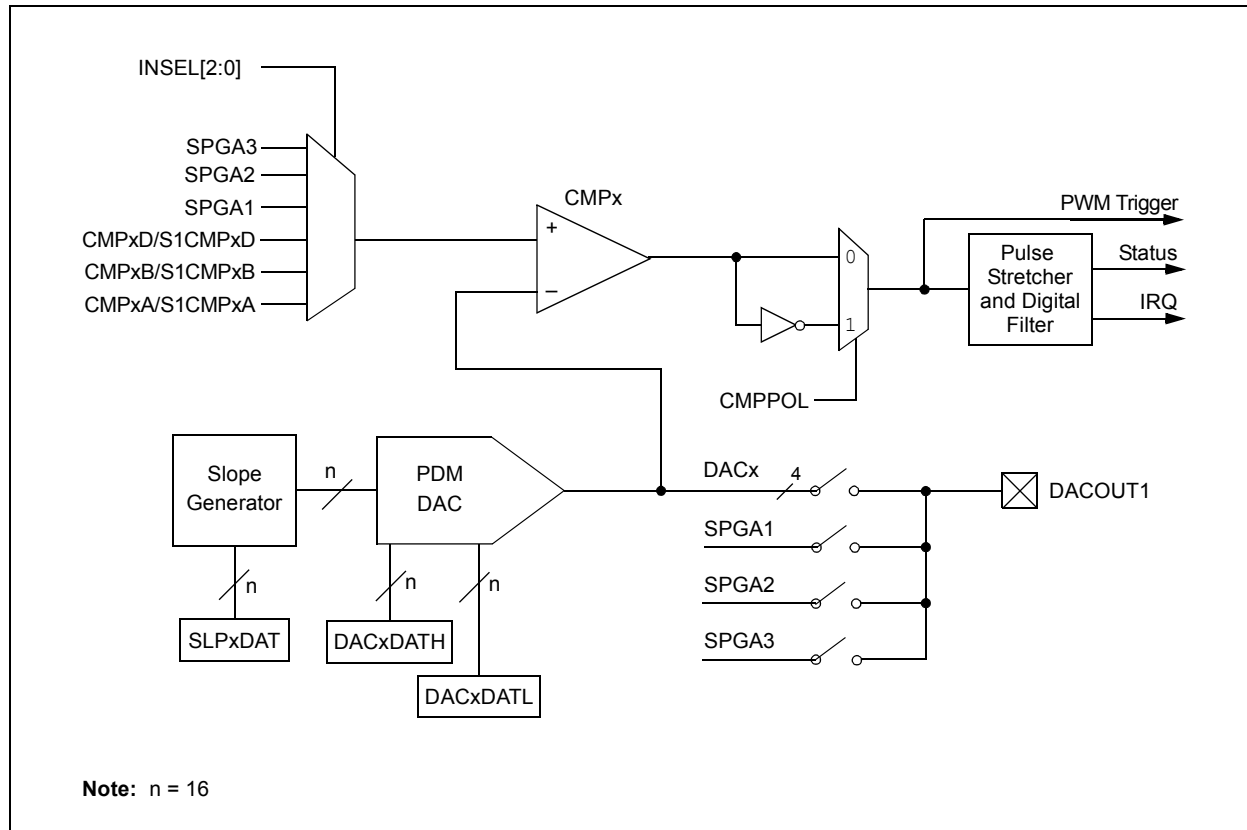 INSEL[2:0]
SPGA3
SPGA2
SPGA1
CMPxD/S1CMPxD
CMPxB/S1CMPxB
CMPxA/S1CMPxA
CMPx
+
–
0
1
CMPPOL
PWM Trigger
Pulse
Stretcher
and Digital
Filter
Status
IRQ
Slope
Generator
n
PDM
DAC
n
n
n
SLPxDAT
DACxDATH
DACxDATL
DACx
4
SPGA1
SPGA2
SPGA3
DACOUT1
Note: n = 16